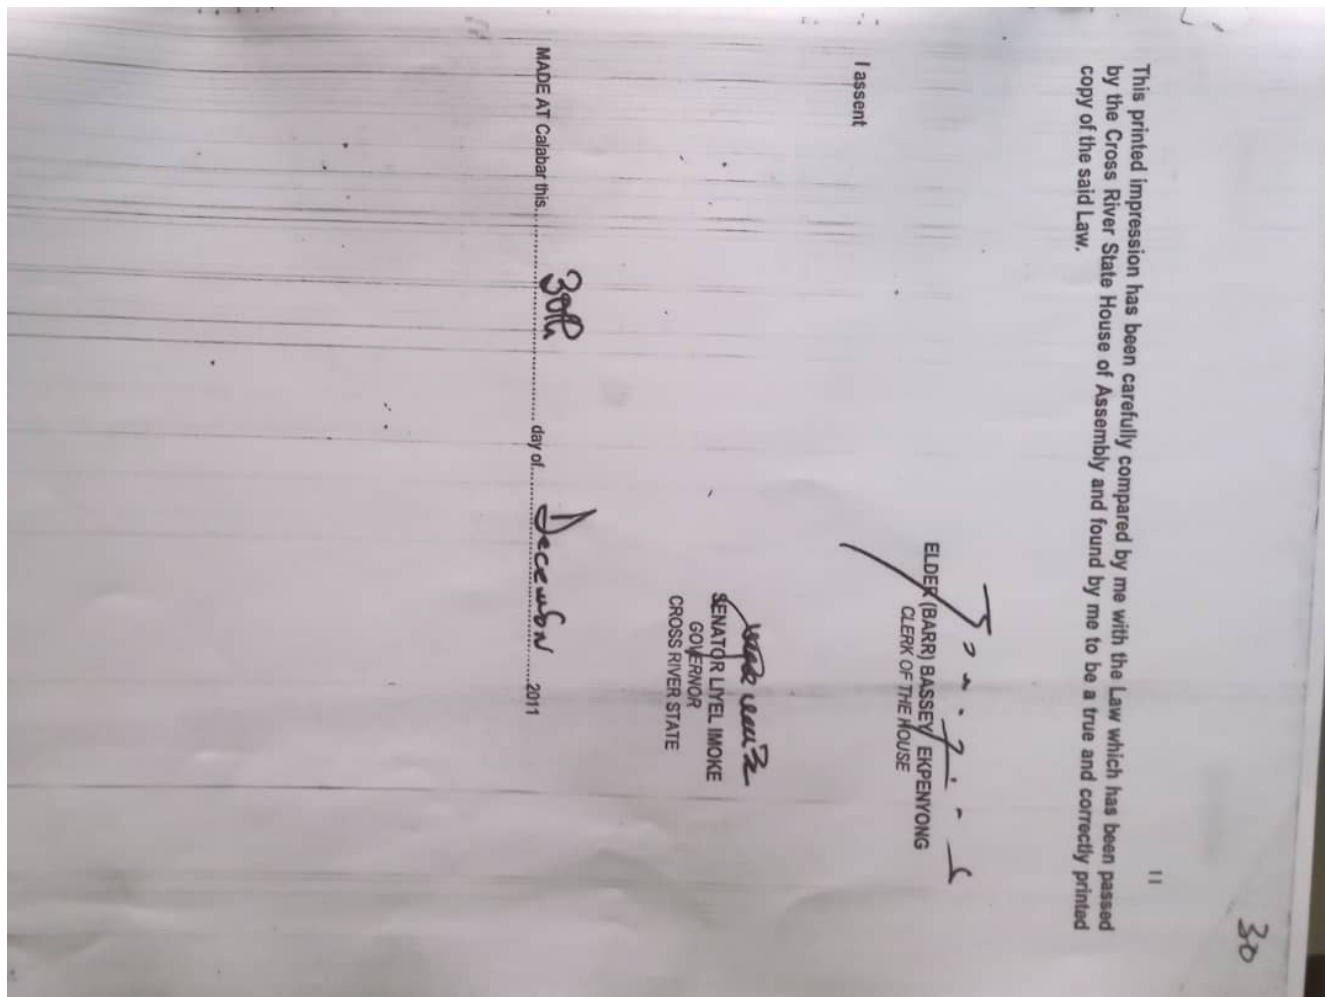 30
11
This printed impression has been carefully compared by me with the Law which has been passed
by the Cross River State House of Assembly and found by me to be a true and correctly printed
copy of the said Law.
ELDER (BARR) BASSEY EKPENYONG
CLERK OF THE HOUSE
I assent
SENATOR LIYEL IMOKE
GOVERNOR
CROSS RIVER STATE
MADE AT Calabar this..............30th..............day of..........December..........2011